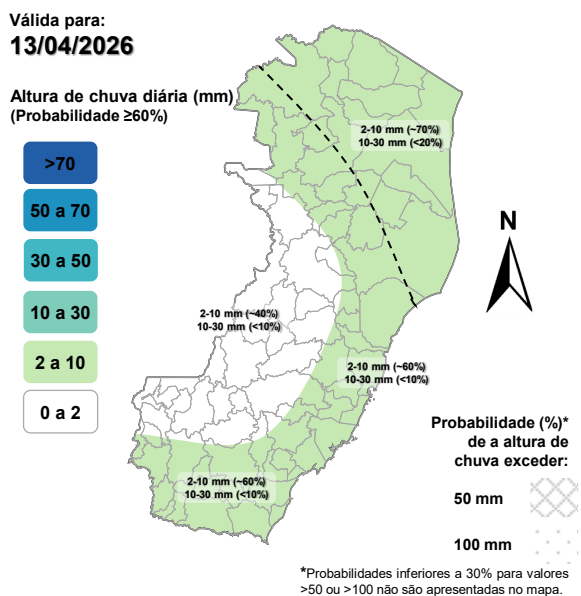 Válida para:
13/04/2026
Altura de chuva diária (mm)
(Probabilidade ≥60%)
>70
50 a 70
30 a 50
10 a 30
2 a 10
0 a 2
2-10 mm (~70%)
10-30 mm (<20%)
2-10 mm (~40%)
10-30 mm (<10%)
2-10 mm (~60%)
10-30 mm (<10%)
2-10 mm (~60%)
10-30 mm (<10%)
N
Probabilidade (%)*
de a altura de
chuva exceder:
50 mm
100 mm
*Probabilidades inferiores a 30% para valores
>50 ou >100 não são apresentadas no mapa.